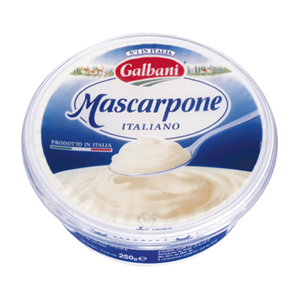 N°1 IN ITALIA
Galbani
Mascarpone
ITALIANO
PRODOTTO IN ITALIA
250g e